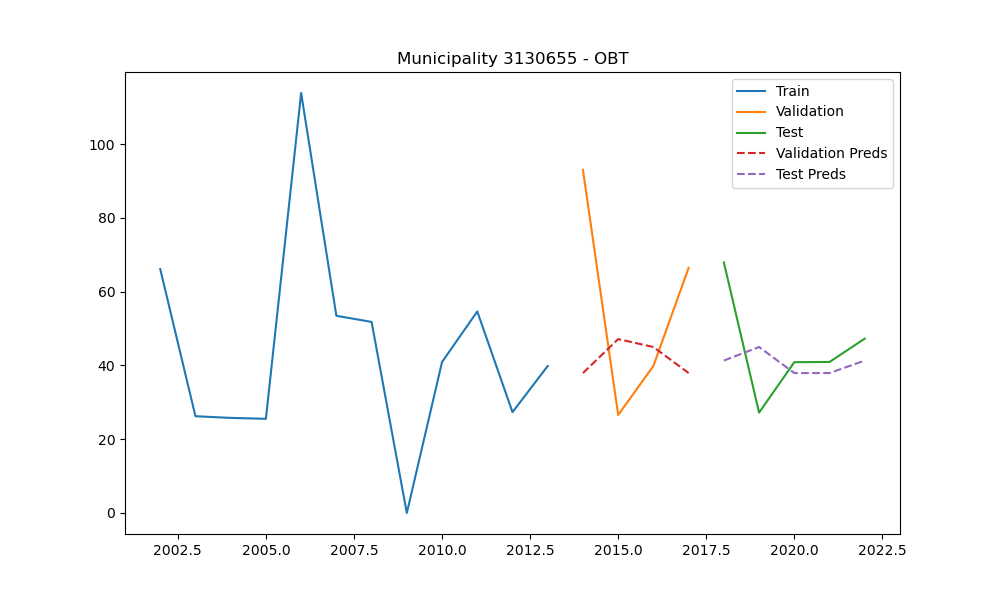 Municipality 3130655 - OBT
Train
Validation
Test
Validation Preds
Test Preds
100
80
60
40
20
0
2002.5 2005.0 2007.5 2010.0 2012.5 2015.0 2017.5 2020.0 2022.5